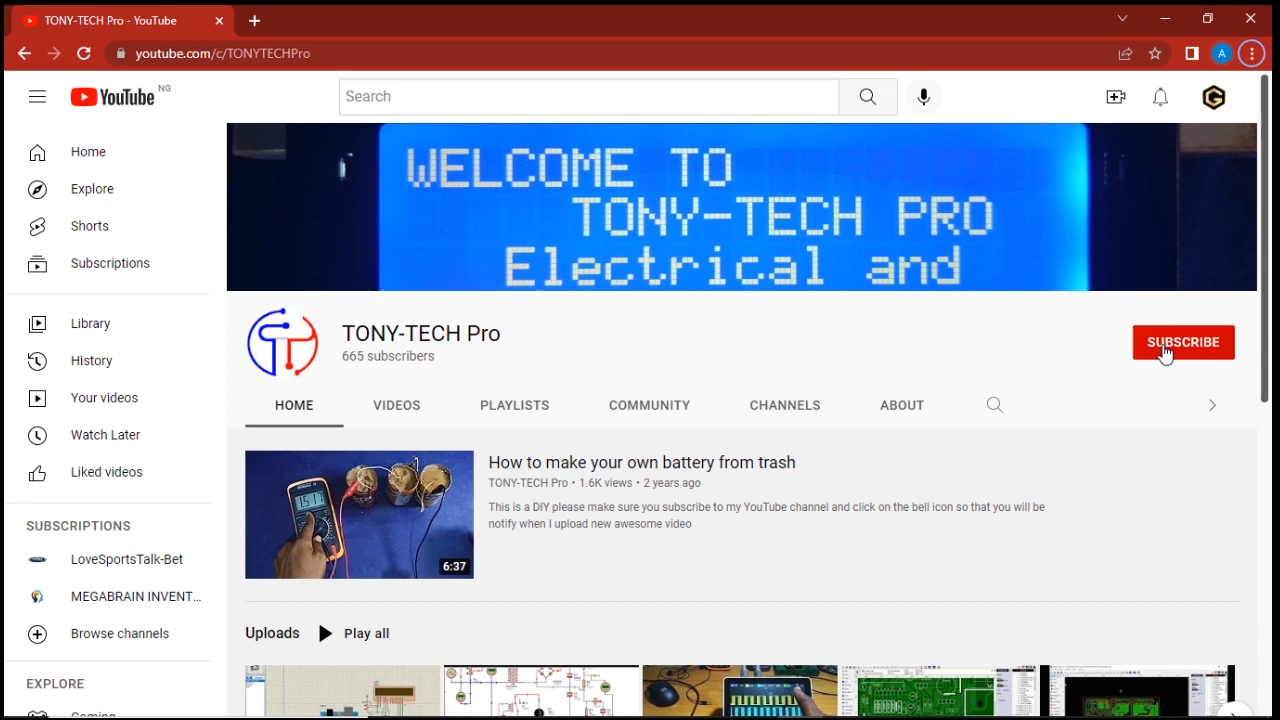 TONY-TECH Pro - YouTube
youtube.com/c/TONYTECHPro
A
YouTube NG
Search
G
Home
Explore
Shorts
Subscriptions
Library
History
Your videos
Watch Later
Liked videos
SUBSCRIPTIONS
LoveSportsTalk-Bet
MEGABRAIN INVENT...
Browse channels
EXPLORE
Gaming
WELCOME TO
TONY-TECH PRO
Electrical and
TONY-TECH Pro
665 subscribers
SUBSCRIBE
HOME VIDEOS PLAYLISTS COMMUNITY CHANNELS ABOUT
How to make your own battery from trash
TONY-TECH Pro • 1.6K views • 2 years ago
This is a DIY please make sure you subscribe to my YouTube channel and click on the bell icon so that you will be
notify when I upload new awesome video
6:37
Uploads Play all